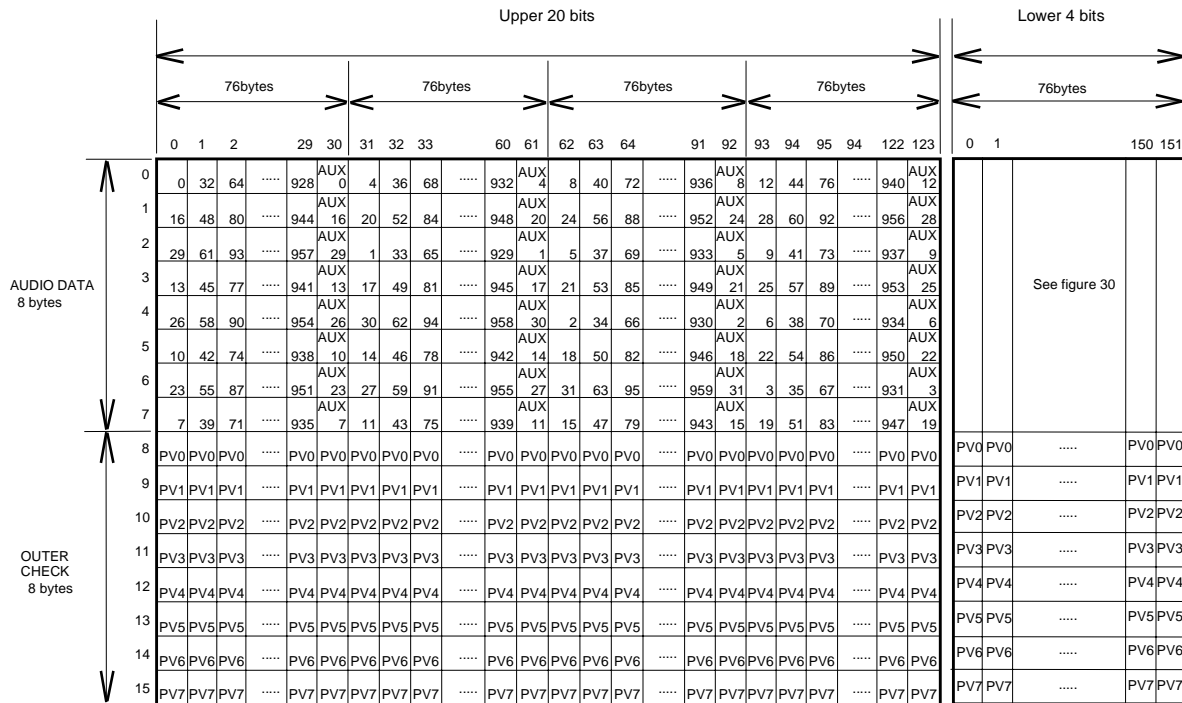 Upper 20 bits Lower 4 bits
76bytes 76bytes 76bytes 76bytes 76bytes
0 1 2 29 30 31 32 33 60 61 62 63 64 91 92 93 94 95 94 122 123 0 1 150 151
AUX AUX AUX AUX
0 0 32 64 ..... 928 0 4 36 68 ..... 932 4 8 40 72 ..... 936 8 12 44 76 ..... 940 12
AUX AUX AUX AUX
1 16 48 80 ..... 944 16 20 52 84 ..... 948 20 24 56 88 ..... 952 24 28 60 92 ..... 956 28
AUX AUX AUX AUX
2 29 61 93 ..... 957 29 1 33 65 ..... 929 1 5 37 69 ..... 933 5 9 41 73 ..... 937 9
AUX AUX AUX AUX
AUDIO DATA
8 bytes
3 13 45 77 ..... 941 13 17 49 81 ..... 945 17 21 53 85 ..... 949 21 25 57 89 ..... 953 25
See figure 30
AUX AUX AUX AUX
4 26 58 90 ..... 954 26 30 62 94 ..... 958 30 2 34 66 ..... 930 2 6 38 70 ..... 934 6
AUX AUX AUX AUX
5 10 42 74 ..... 938 10 14 46 78 ..... 942 14 18 50 82 ..... 946 18 22 54 86 ..... 950 22
AUX AUX AUX AUX
6 23 55 87 ..... 951 23 27 59 91 ..... 955 27 31 63 95 ..... 959 31 3 35 67 ..... 931 3
AUX AUX AUX AUX
7 7 39 71 ..... 935 7 11 43 75 ..... 939 11 15 47 79 ..... 943 15 19 51 83 ..... 947 19
8 PV0 PV0 PV0 ..... PV0 PV0 PV0 PV0 PV0 ..... PV0 PV0 PV0 PV0 PV0 ..... PV0 PV0 PV0 PV0 PV0 ..... PV0 PV0 PV0 PV0 ..... PV0 PV0
9 PV1 PV1 PV1 ..... PV1 PV1 PV1 PV1 PV1 ..... PV1 PV1 PV1 PV1 PV1 ..... PV1 PV1 PV1 PV1 PV1 ..... PV1 PV1 PV1 PV1 ..... PV1 PV1
10 PV2 PV2 PV2 ..... PV2 PV2 PV2 PV2 PV2 ..... PV2 PV2 PV2 PV2 PV2 ..... PV2 PV2 PV2 PV2 PV2 ..... PV2 PV2 PV2 PV2 ..... PV2 PV2
11 PV3 PV3 PV3 ..... PV3 PV3 PV3 PV3 PV3 ..... PV3 PV3 PV3 PV3 PV3 ..... PV3 PV3 PV3 PV3 PV3 ..... PV3 PV3 PV3 PV3 ..... PV3 PV3
OUTER
CHECK
8 bytes
12 PV4 PV4 PV4 ..... PV4 PV4 PV4 PV4 PV4 ..... PV4 PV4 PV4 PV4 PV4 ..... PV4 PV4 PV4 PV4 PV4 ..... PV4 PV4 PV4 PV4 ..... PV4 PV4
13 PV5 PV5 PV5 ..... PV5 PV5 PV5 PV5 PV5 ..... PV5 PV5 PV5 PV5 PV5 ..... PV5 PV5 PV5 PV5 PV5 ..... PV5 PV5 PV5 PV5 ..... PV5 PV5
14 PV6 PV6 PV6 ..... PV6 PV6 PV6 PV6 PV6 ..... PV6 PV6 PV6 PV6 PV6 ..... PV6 PV6 PV6 PV6 PV6 ..... PV6 PV6 PV6 PV6 ..... PV6 PV6
15 PV7 PV7 PV7 ..... PV7 PV7 PV7 PV7 PV7 ..... PV7 PV7 PV7 PV7 PV7 ..... PV7 PV7 PV7 PV7 PV7 ..... PV7 PV7 PV7 PV7 ..... PV7 PV7